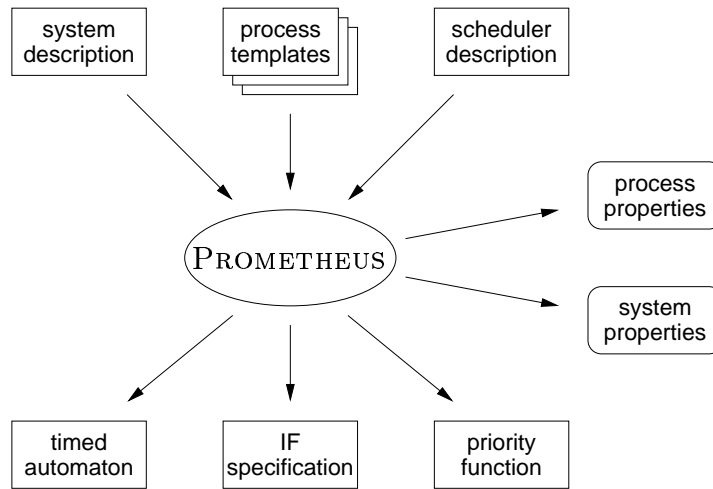 system
description
process
templates
scheduler
description
process
properties
PROMETHEUS
system
properties
timed
automaton
IF
specification
priority
function